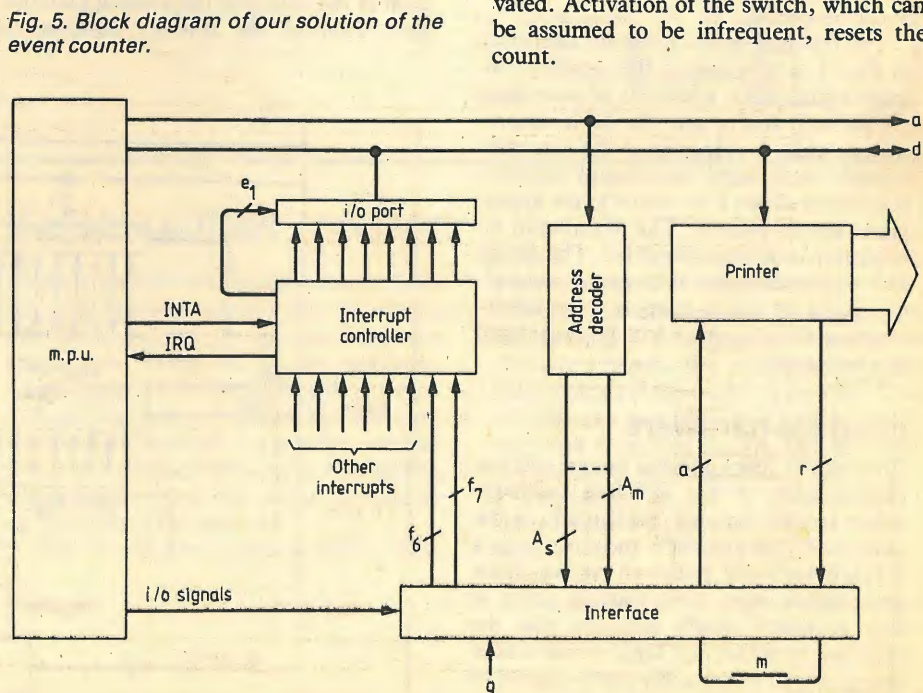 Fig. 5. Block diagram of our solution of the
event counter.
vated. Activation of the switch, which can
be assumed to be infrequent, resets the
count.
a
d
e1
i/o port
Printer
Address
decoder
INTA
Interrupt
controller
m.p.u.
IRQ
Other
interrupts
f7
f6
a
r
Am
As
i/o signals
Interface
q
m